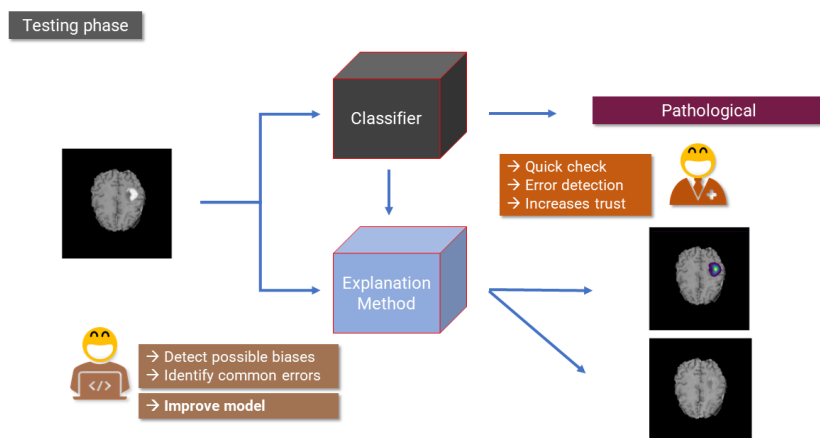 Testing phase
Classifier
Pathological
→ Quick check
→ Error detection
→ Increases trust
Explanation
Method
→ Detect possible biases
→ Identify common errors
→ Improve model
</>